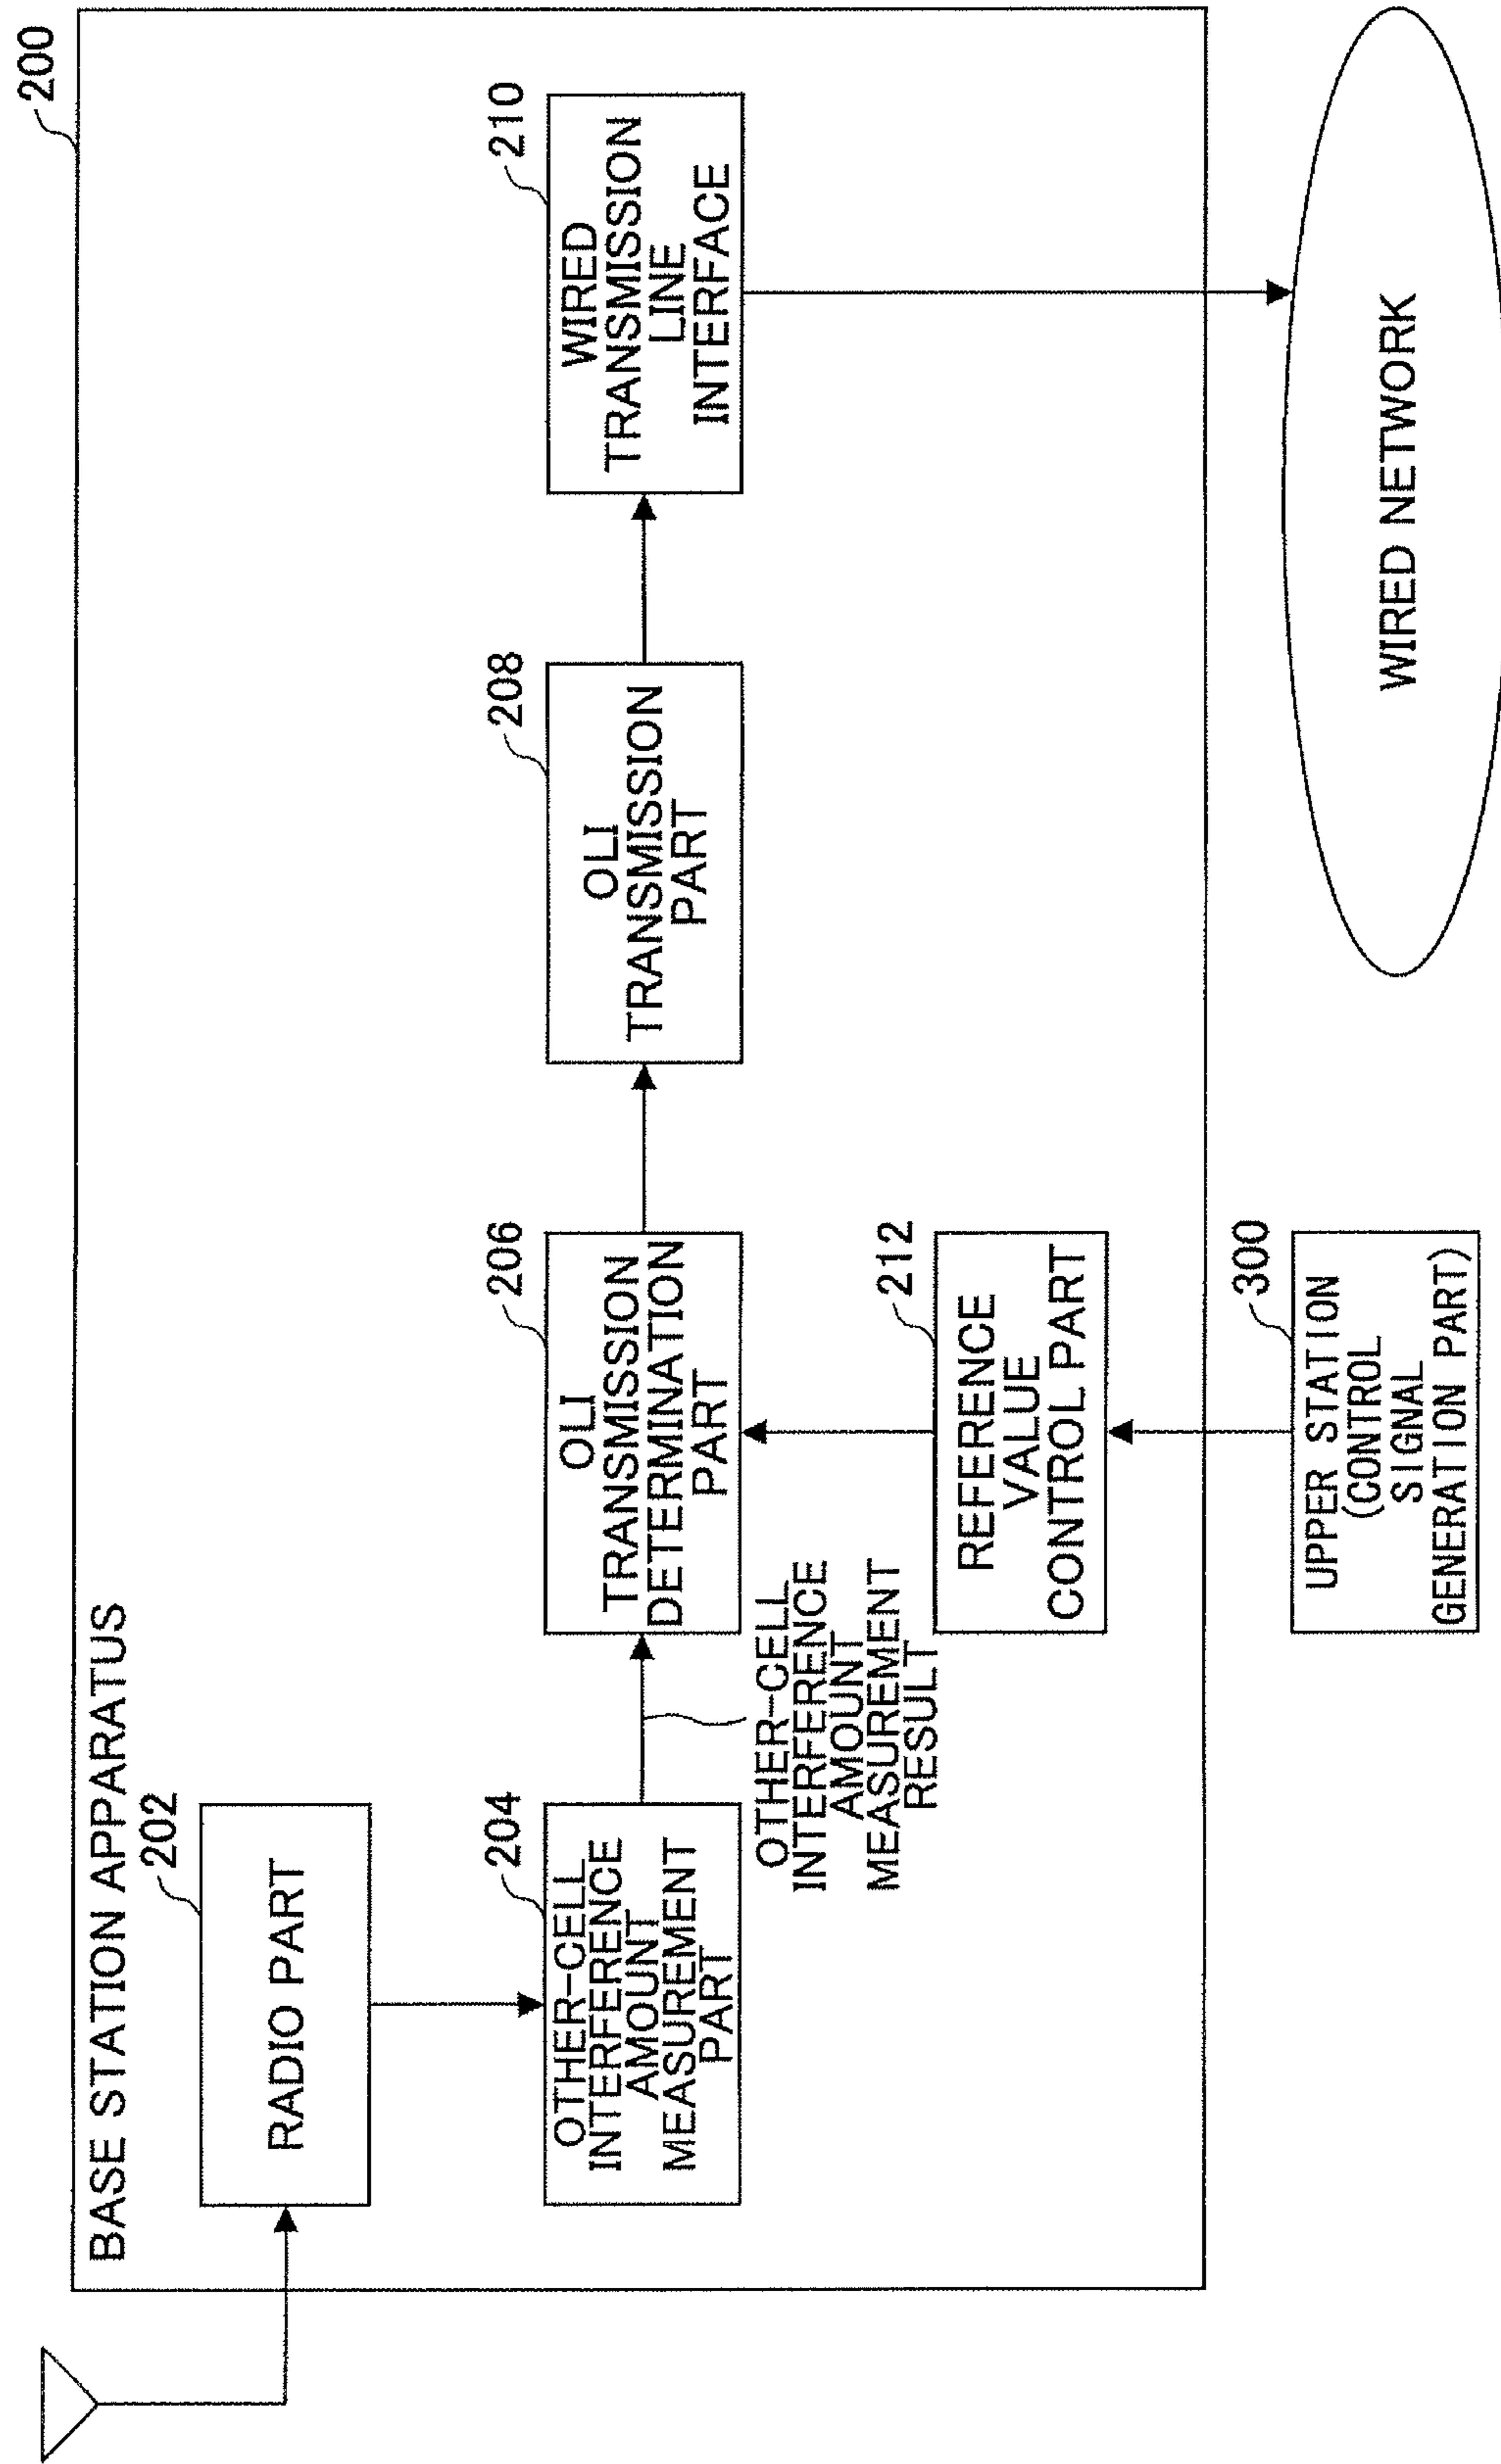 200
BASE STATION APPARATUS
202
RADIO PART
204
OTHER-CELL
INTERFERENCE
AMOUNT
MEASUREMENT
PART
OTHER-CELL
INTERFERENCE
AMOUNT
MEASUREMENT
RESULT
206
OLI
TRANSMISSION
DETERMINATION
PART
208
OLI
TRANSMISSION
PART
210
WIRED
TRANSMISSION
LINE
INTERFACE
212
REFERENCE
VALUE
CONTROL PART
300
UPPER STATION
(CONTROL
SIGNAL
GENERATION PART)
WIRED NETWORK